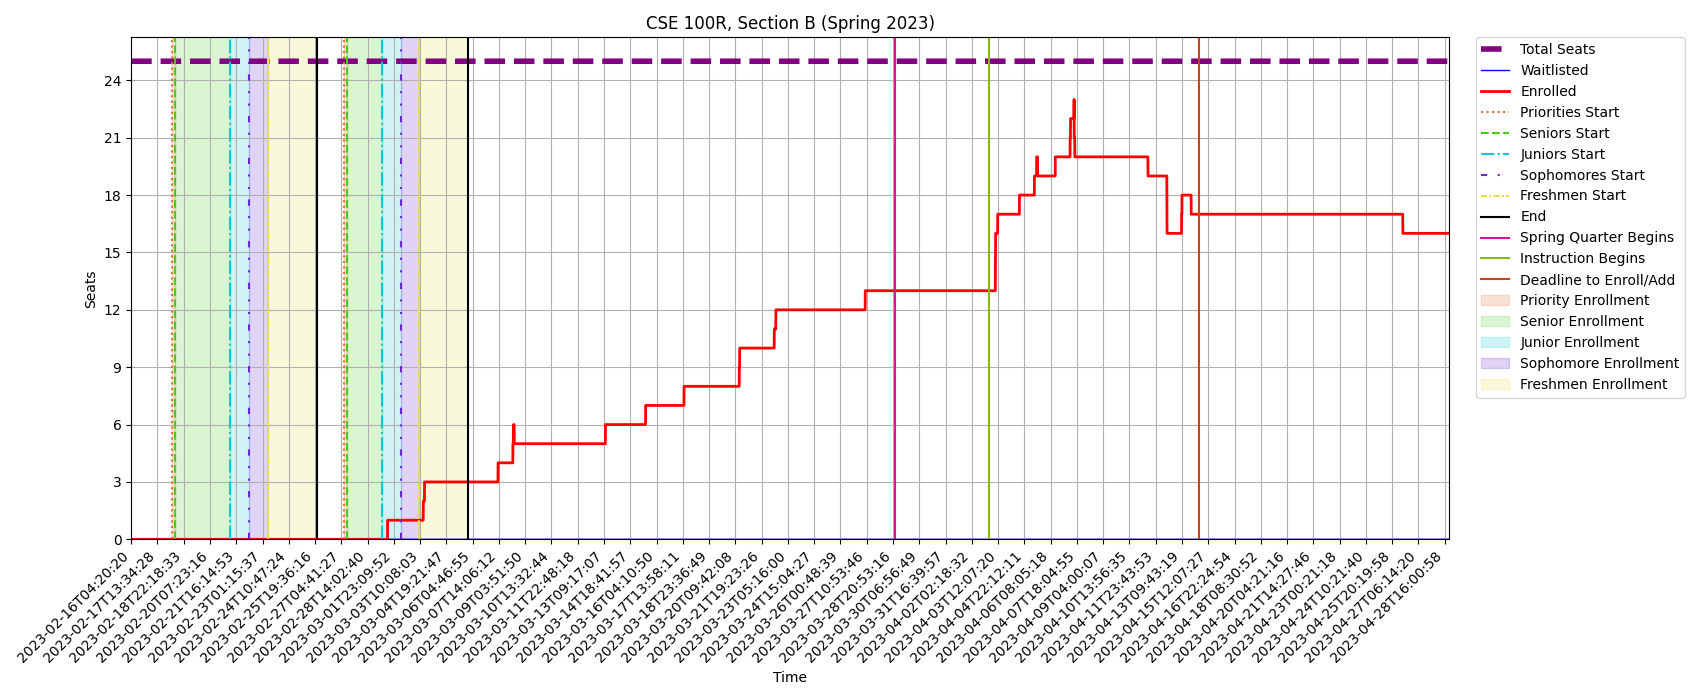 CSE 100R, Section B (Spring 2023)
Seats
24
21
18
15
12
9
6
3
0
2023-02-16T04:20:20
2023-02-17T13:34:28
2023-02-18T22:18:33
2023-02-20T07:23:16
2023-02-21T16:14:53
2023-02-23T01:15:37
2023-02-24T10:47:24
2023-02-25T19:36:16
2023-02-27T04:41:27
2023-02-28T14:02:40
2023-03-01T23:09:52
2023-03-03T10:08:03
2023-03-04T19:21:47
2023-03-06T04:46:55
2023-03-07T14:06:12
2023-03-09T03:51:50
2023-03-10T13:32:44
2023-03-11T22:48:18
2023-03-13T09:17:07
2023-03-14T18:41:57
2023-03-16T04:10:50
2023-03-17T13:58:11
2023-03-18T23:36:49
2023-03-20T09:42:08
2023-03-21T19:23:26
2023-03-23T05:16:00
2023-03-24T15:04:27
2023-03-26T00:48:39
2023-03-27T10:53:46
2023-03-28T20:53:16
2023-03-30T06:56:49
2023-03-31T16:39:57
2023-04-02T02:18:32
2023-04-03T12:07:20
2023-04-04T22:12:11
2023-04-06T08:05:18
2023-04-07T18:04:55
2023-04-09T04:00:07
2023-04-10T13:56:35
2023-04-11T23:43:53
2023-04-13T09:43:19
2023-04-15T12:07:27
2023-04-16T22:24:54
2023-04-18T08:30:52
2023-04-20T04:21:16
2023-04-21T14:27:46
2023-04-23T00:21:18
2023-04-24T10:21:40
2023-04-25T20:19:58
2023-04-27T06:14:20
2023-04-28T16:00:58
Time
Total Seats
Waitlisted
Enrolled
Priorities Start
Seniors Start
Juniors Start
Sophomores Start
Freshmen Start
End
Spring Quarter Begins
Instruction Begins
Deadline to Enroll/Add
Priority Enrollment
Senior Enrollment
Junior Enrollment
Sophomore Enrollment
Freshmen Enrollment